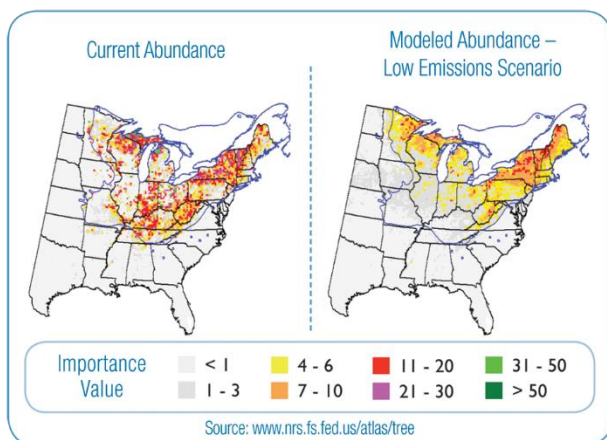 Current Abundance
Modeled Abundance –
Low Emissions Scenario
Importance
Value
< 1
4 - 6
11 - 20
31 - 50
1 - 3
7 - 10
21 - 30
> 50
Source: www.nrs.fs.fed.us/atlas/tree